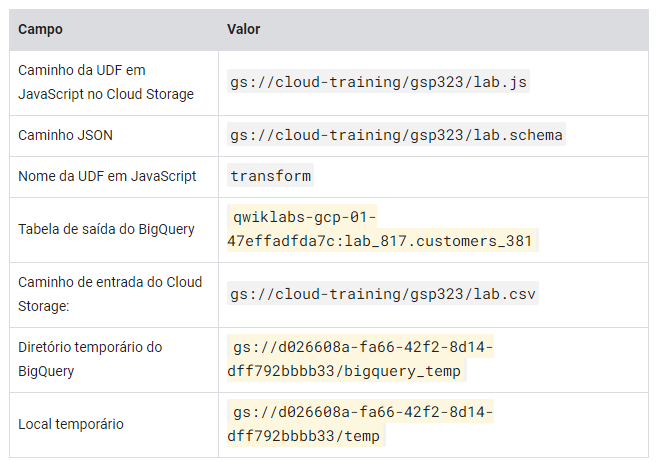 Campo Valor
Caminho da UDF em
JavaScript no Cloud Storage
gs://cloud-training/gsp323/lab.js
Caminho JSON gs://cloud-training/gsp323/lab.schema
Nome da UDF em JavaScript transform
Tabela de saída do BigQuery
qwiklabs-gcp-01-
47effadfda7c:lab_817.customers_381
Caminho de entrada do Cloud
Storage:
gs://cloud-training/gsp323/lab.csv
Diretório temporário do
BigQuery
gs://d026608a-fa66-42f2-8d14-
dff792bbbb33/bigquery_temp
Local temporário
gs://d026608a-fa66-42f2-8d14-
dff792bbbb33/temp